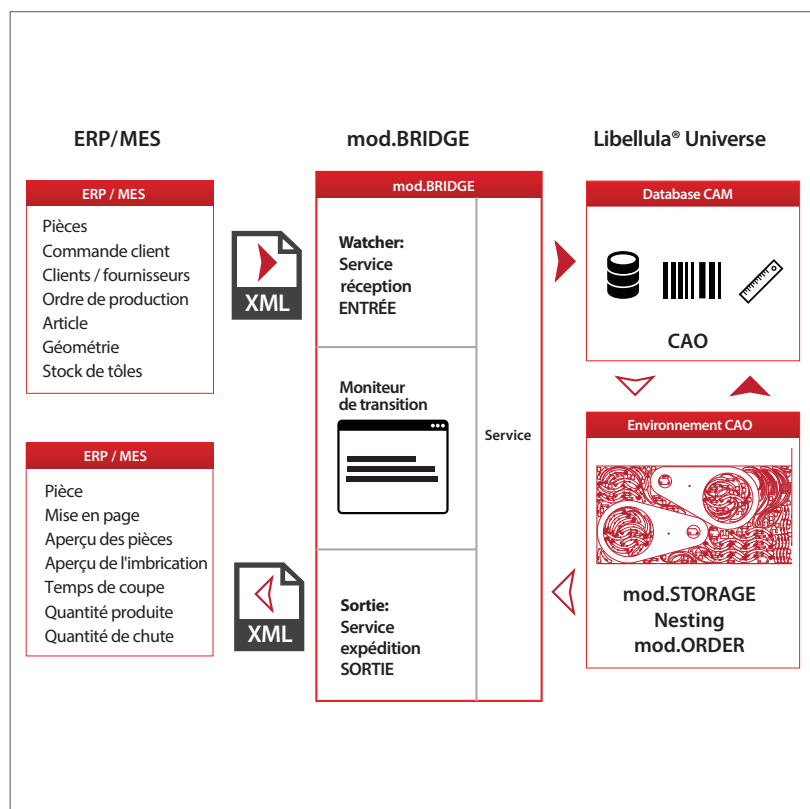 ERP/MES
mod.BRIDGE
Libellula® Universe
ERP / MES
Pièces
Commande client
Clients / fournisseurs
Ordre de production
Article
Géométrie
Stock de tôles
XML
mod.BRIDGE
Watcher:
Service
réception
ENTRÉE
Moniteur
de transition
Service
Sortie:
Service
expédition
SORTIE
Database CAM
CAO
Environnement CAO
mod.STORAGE
Nesting
mod.ORDER
ERP / MES
Pièce
Mise en page
Aperçu des pièces
Aperçu de l'imbrication
Temps de coupe
Quantité produite
Quantité de chute
XML